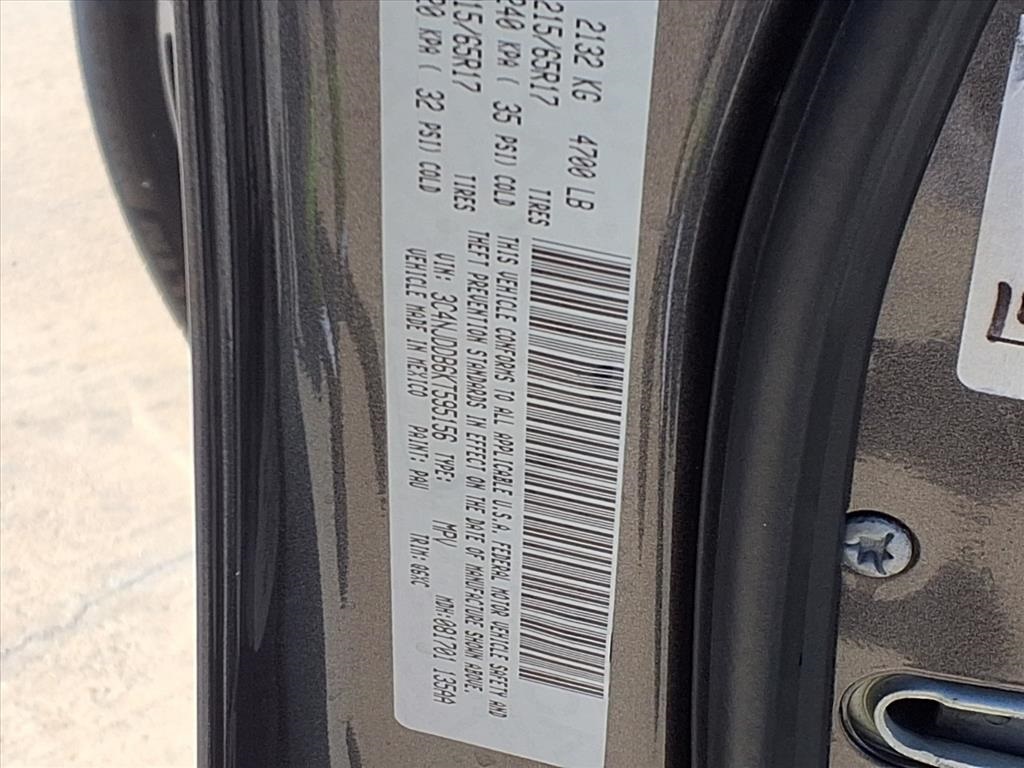 2132 KG 4700 LB
215/65R17 TIRES
240 KPA ( 35 PSI) COLD
15/65R17 TIRES
20 KPA ( 32 PSI) COLD
THIS VEHICLE CONFORMS TO ALL APPLICABLE U.S.A. FEDERAL MOTOR VEHICLE SAFETY AND
THEFT PREVENTION STANDARDS IN EFFECT ON THE DATE OF MANUFACTURE SHOWN ABOVE.
VIN: 3C4NJDDB6KT555156 TYPE: MPV MDH:081701 135AA
VEHICLE MADE IN MEXICO PAINT: PAU TRIM: